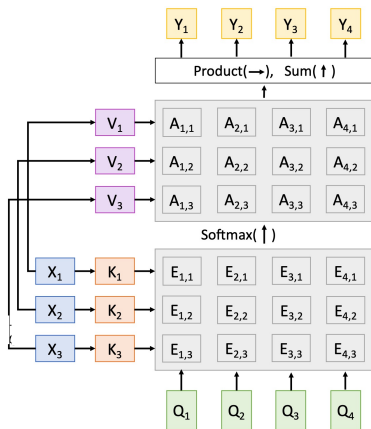 Y1 Y2 Y3 Y4
Product(→), Sum(↑)
V1 A1,1 A2,1 A3,1 A4,1
V2 A1,2 A2,2 A3,2 A4,2
V3 A1,3 A2,3 A3,3 A4,3
Softmax(↑)
X1 K1 E1,1 E2,1 E3,1 E4,1
X2 K2 E1,2 E2,2 E3,2 E4,2
X3 K3 E1,3 E2,3 E3,3 E4,3
Q1 Q2 Q3 Q4